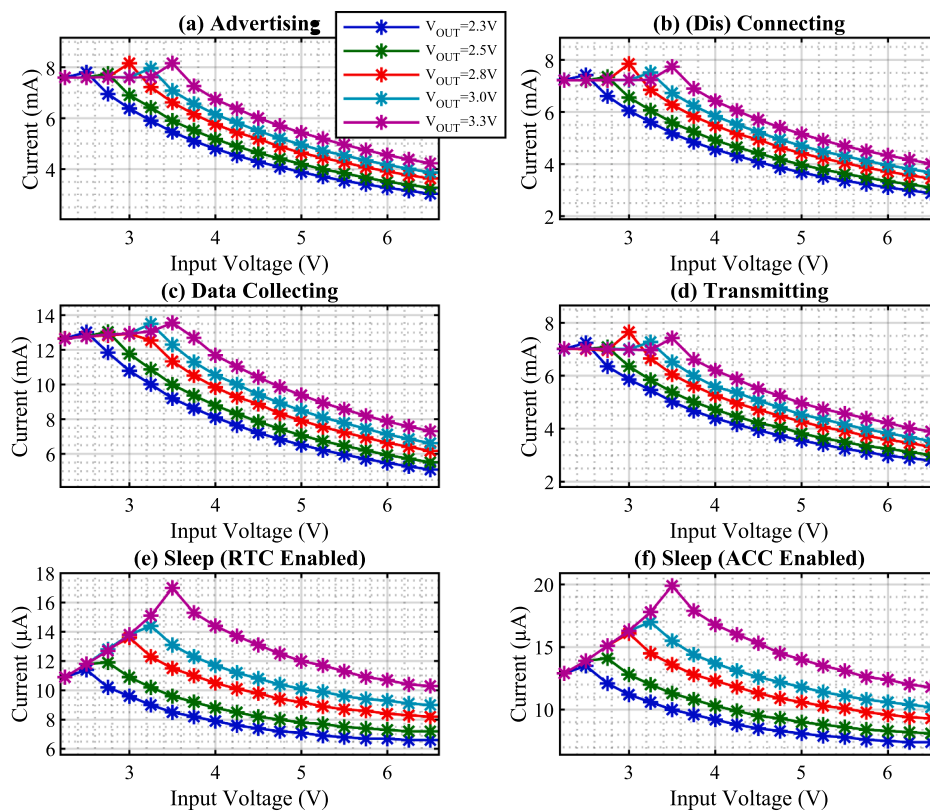 (a) Advertising
Current (mA)
8
6
4
3
4
5
6
Input Voltage (V)
V_OUT=2.3V
V_OUT=2.5V
V_OUT=2.8V
V_OUT=3.0V
V_OUT=3.3V
(b) (Dis) Connecting
Current (mA)
8
6
4
2
3
4
5
6
Input Voltage (V)
(c) Data Collecting
Current (mA)
14
12
10
8
6
3
4
5
6
Input Voltage (V)
(d) Transmitting
Current (mA)
8
6
4
2
3
4
5
6
Input Voltage (V)
(e) Sleep (RTC Enabled)
Current (µA)
18
16
14
12
10
8
6
3
4
5
6
Input Voltage (V)
(f) Sleep (ACC Enabled)
Current (µA)
20
15
10
3
4
5
6
Input Voltage (V)